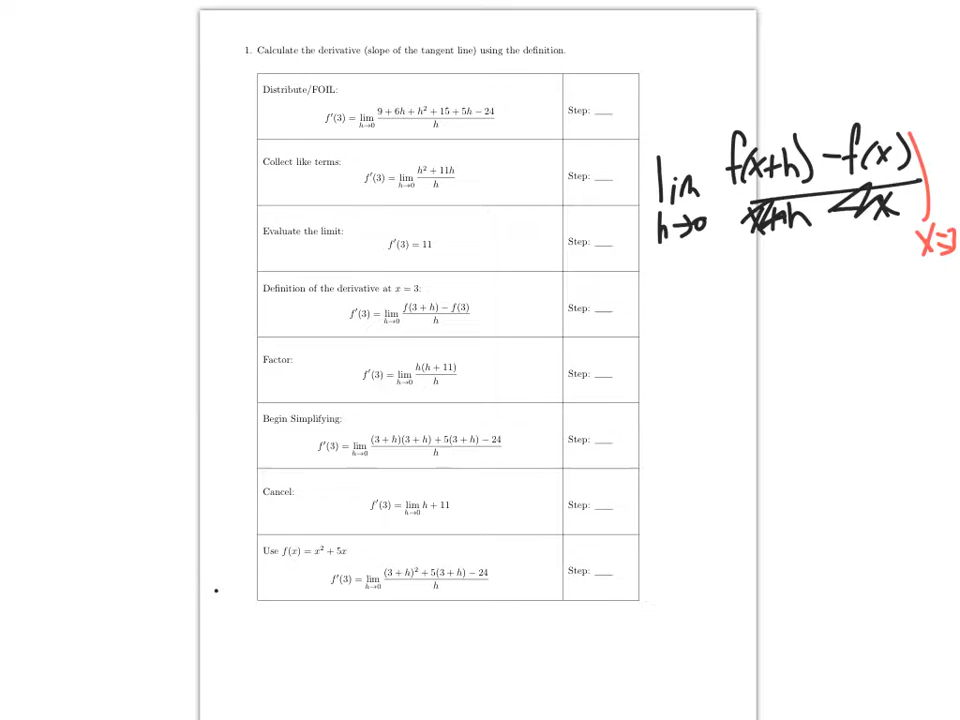 1. Calculate the derivative (slope of the tangent line) using the definition.
Distribute/FOIL:
f′(3) = lim_{h→0} (9 + 6h + h² + 15 + 5h − 24)/h
Step: ___
Collect like terms:
f′(3) = lim_{h→0} (h² + 11h)/h
Step: ___
Evaluate the limit:
f′(3) = 11
Step: ___
Definition of the derivative at x = 3:
f′(3) = lim_{h→0} (f(3 + h) − f(3))/h
Step: ___
Factor:
f′(3) = lim_{h→0} h(h + 11)/h
Step: ___
Begin Simplifying:
f′(3) = lim_{h→0} ((3 + h)(3 + h) + 5(3 + h) − 24)/h
Step: ___
Cancel:
f′(3) = lim_{h→0} h + 11
Step: ___
Use f(x) = x² + 5x
f′(3) = lim_{h→0} ((3 + h)² + 5(3 + h) − 24)/h
Step: ___
lim h→0 f(x+h) − f(x)
x+h − x
x=3